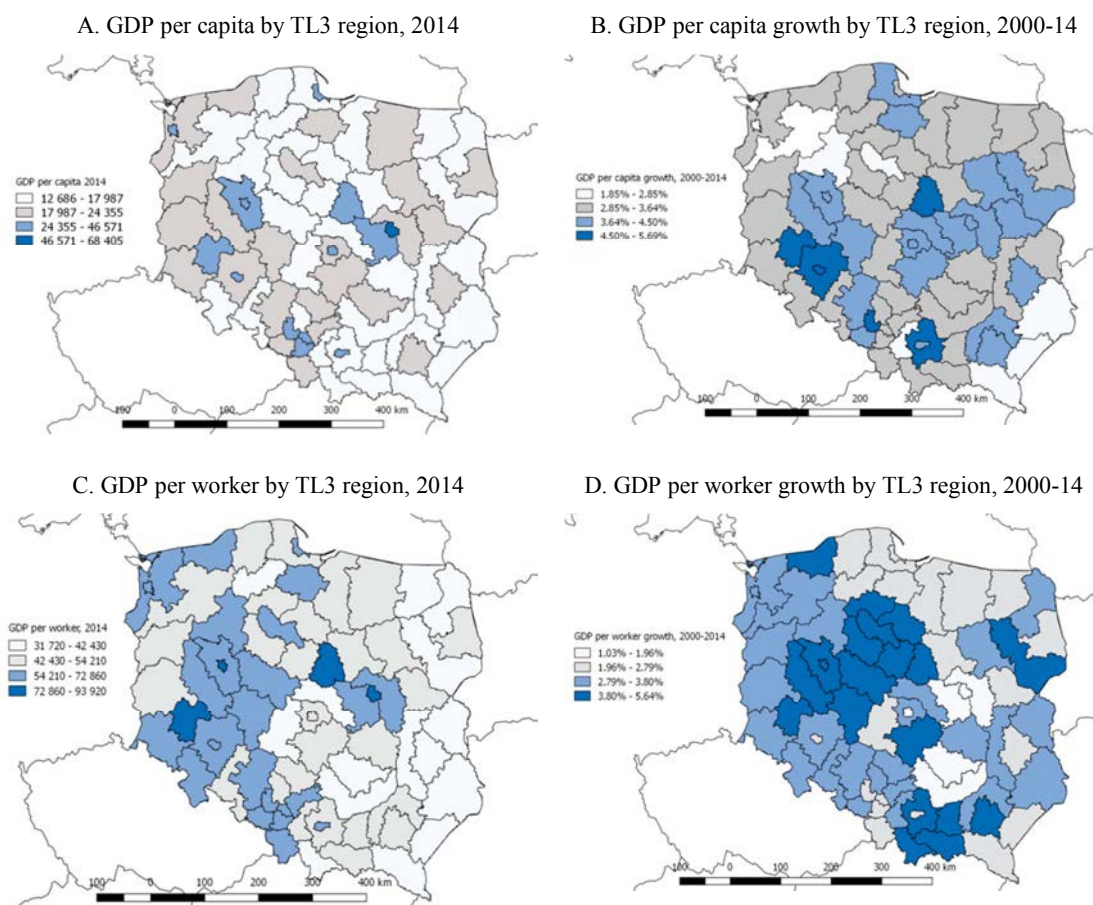 A. GDP per capita by TL3 region, 2014
B. GDP per capita growth by TL3 region, 2000-14
GDP per capita 2014
12 686 - 17 987
17 987 - 24 355
24 355 - 46 571
46 571 - 68 405
100 0 100 200 300 400 km
GDP per capita growth, 2000-2014
1.85% - 2.85%
2.85% - 3.64%
3.64% - 4.50%
4.50% - 5.69%
100 0 100 200 300 400 km
C. GDP per worker by TL3 region, 2014
D. GDP per worker growth by TL3 region, 2000-14
GDP per worker, 2014
31 720 - 42 430
42 430 - 54 210
54 210 - 72 860
72 860 - 93 920
100 0 100 200 300 400 km
GDP per worker growth, 2000-2014
1.03% - 1.96%
1.96% - 2.79%
2.79% - 3.80%
3.80% - 5.64%
100 0 100 200 300 400 km